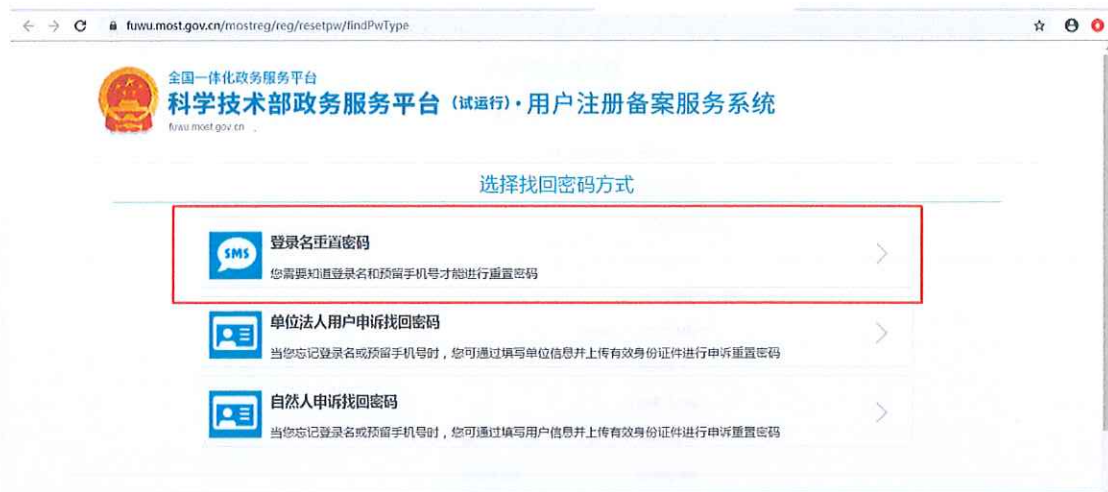 fuwu.most.gov.cn/mostreg/reg/resetpw/findPwType
全国一体化政务服务平台
科学技术部政务服务平台（试运行）·用户注册备案服务系统
fuwu.most.gov.cn
选择找回密码方式
SMS
登录名重置密码
您需要知道登录名和预留手机号才能进行重置密码
单位法人用户申诉找回密码
当您忘记登录名或预留手机号时，您可通过填写单位信息并上传有效身份证件进行申诉重置密码
自然人申诉找回密码
当您忘记登录名或预留手机号时，您可通过填写用户信息并上传有效身份证件进行申诉重置密码